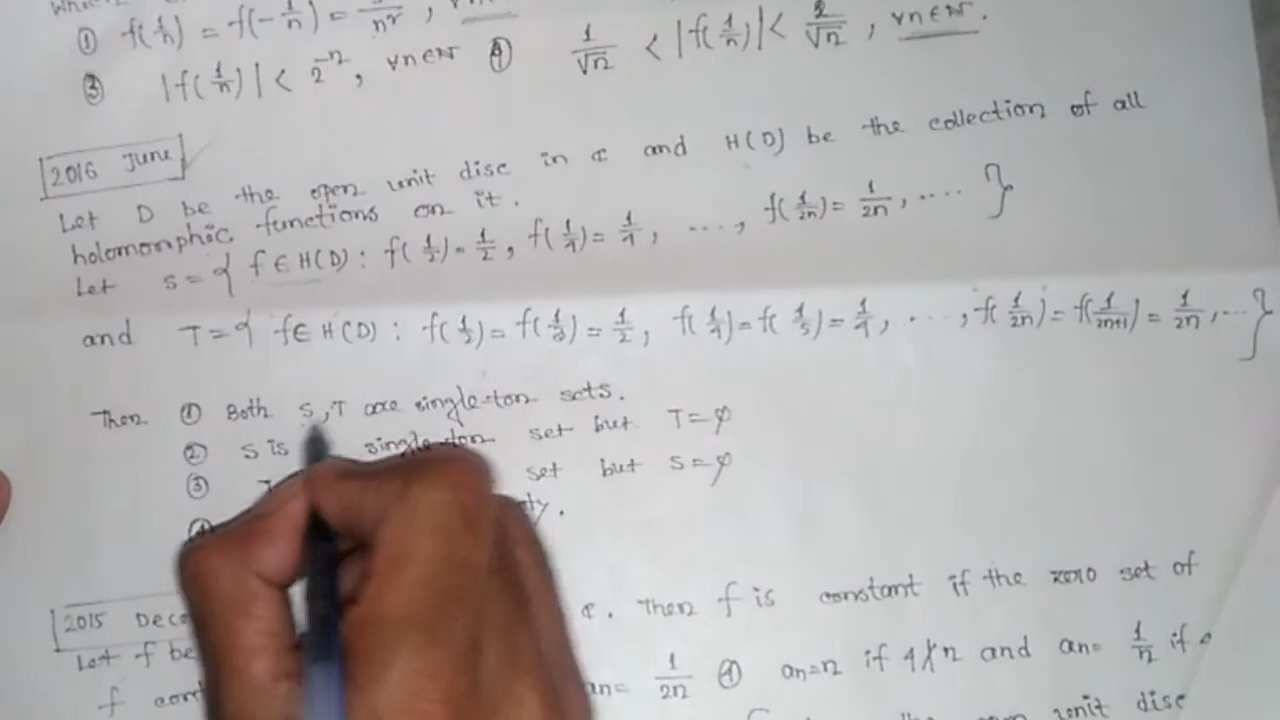 ① f(1/n) = f(-1/n) = 1/n²,
③ |f(1/n)| < 2^-n, ∀n∈N ④ 1/√n < |f(1/n)| < 2/√n, ∀n∈N.
2016 June
Let D be the open unit disc in ℂ and H(D) be the collection of all
holomorphic functions on it.
Let S = { f ∈ H(D) : f(1/2) = 1/2, f(1/4) = 1/4, ...., f(1/2n) = 1/2n, .... }
and T = { f ∈ H(D) : f(1/2) = f(1/3) = 1/2, f(1/4) = f(1/5) = 1/4, ..., f(1/2n) = f(1/2n+1) = 1/2n, ... }
Then ① Both S, T are singleton sets.
② S is singleton set but T = φ
③ set but S = φ
④
2015
Let f be ℂ. Then f is constant if the zero set of
f an = 1/2n ④ an = n if 4∤n and an = 1/n if
unit disc